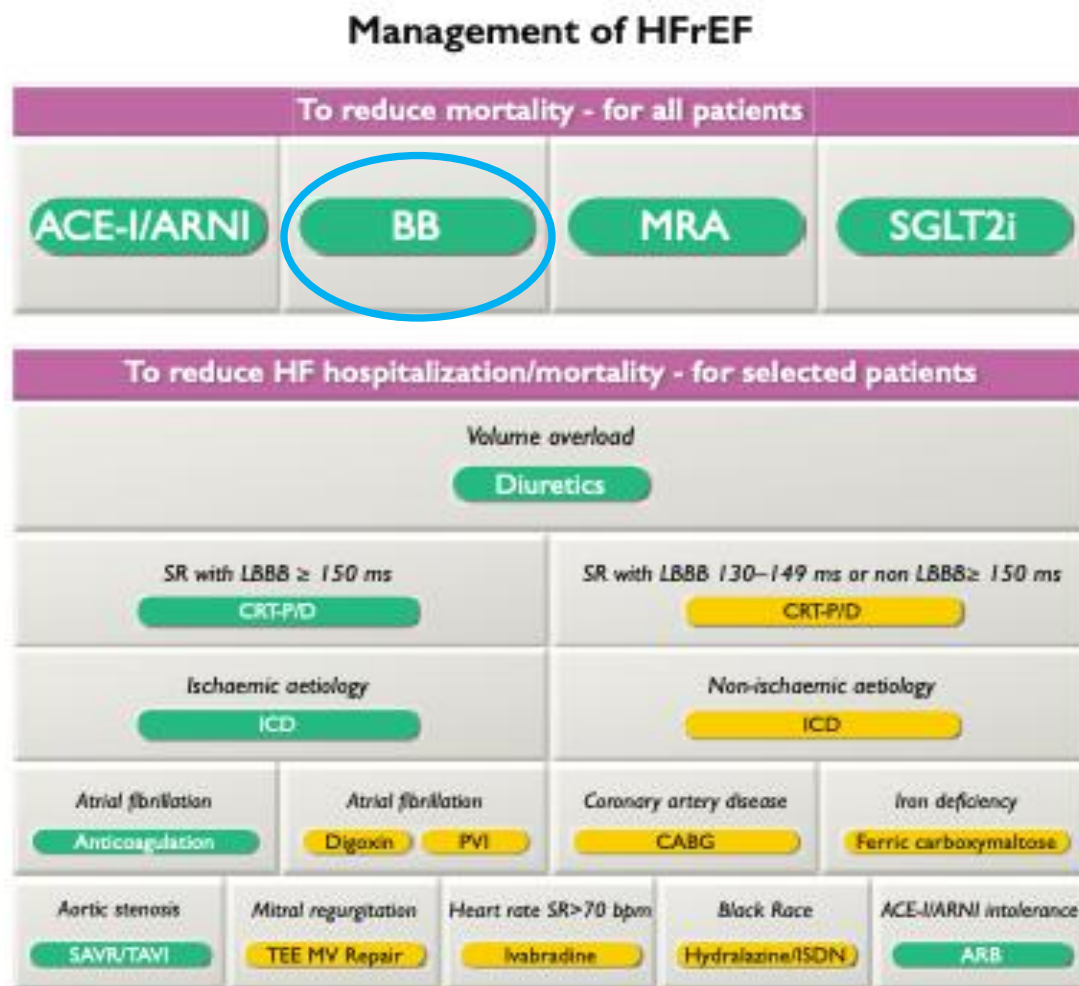 Management of HFrEF
To reduce mortality - for all patients
ACE-I/ARNI
BB
MRA
SGLT2i
To reduce HF hospitalization/mortality - for selected patients
Volume overload
Diuretics
SR with LBBB ≥ 150 ms
CRT-P/D
SR with LBBB 130–149 ms or non LBBB≥ 150 ms
CRT-P/D
Ischaemic aetiology
ICD
Non-ischaemic aetiology
ICD
Atrial fibrillation
Anticoagulation
Atrial fibrillation
Digoxin
PVI
Coronary artery disease
CABG
Iron deficiency
Ferric carboxymaltose
Aortic stenosis
SAVR/TAVI
Mitral regurgitation
TEE MV Repair
Heart rate SR>70 bpm
Ivabradine
Black Race
Hydralazine/ISDN
ACE-I/ARNI intolerance
ARB